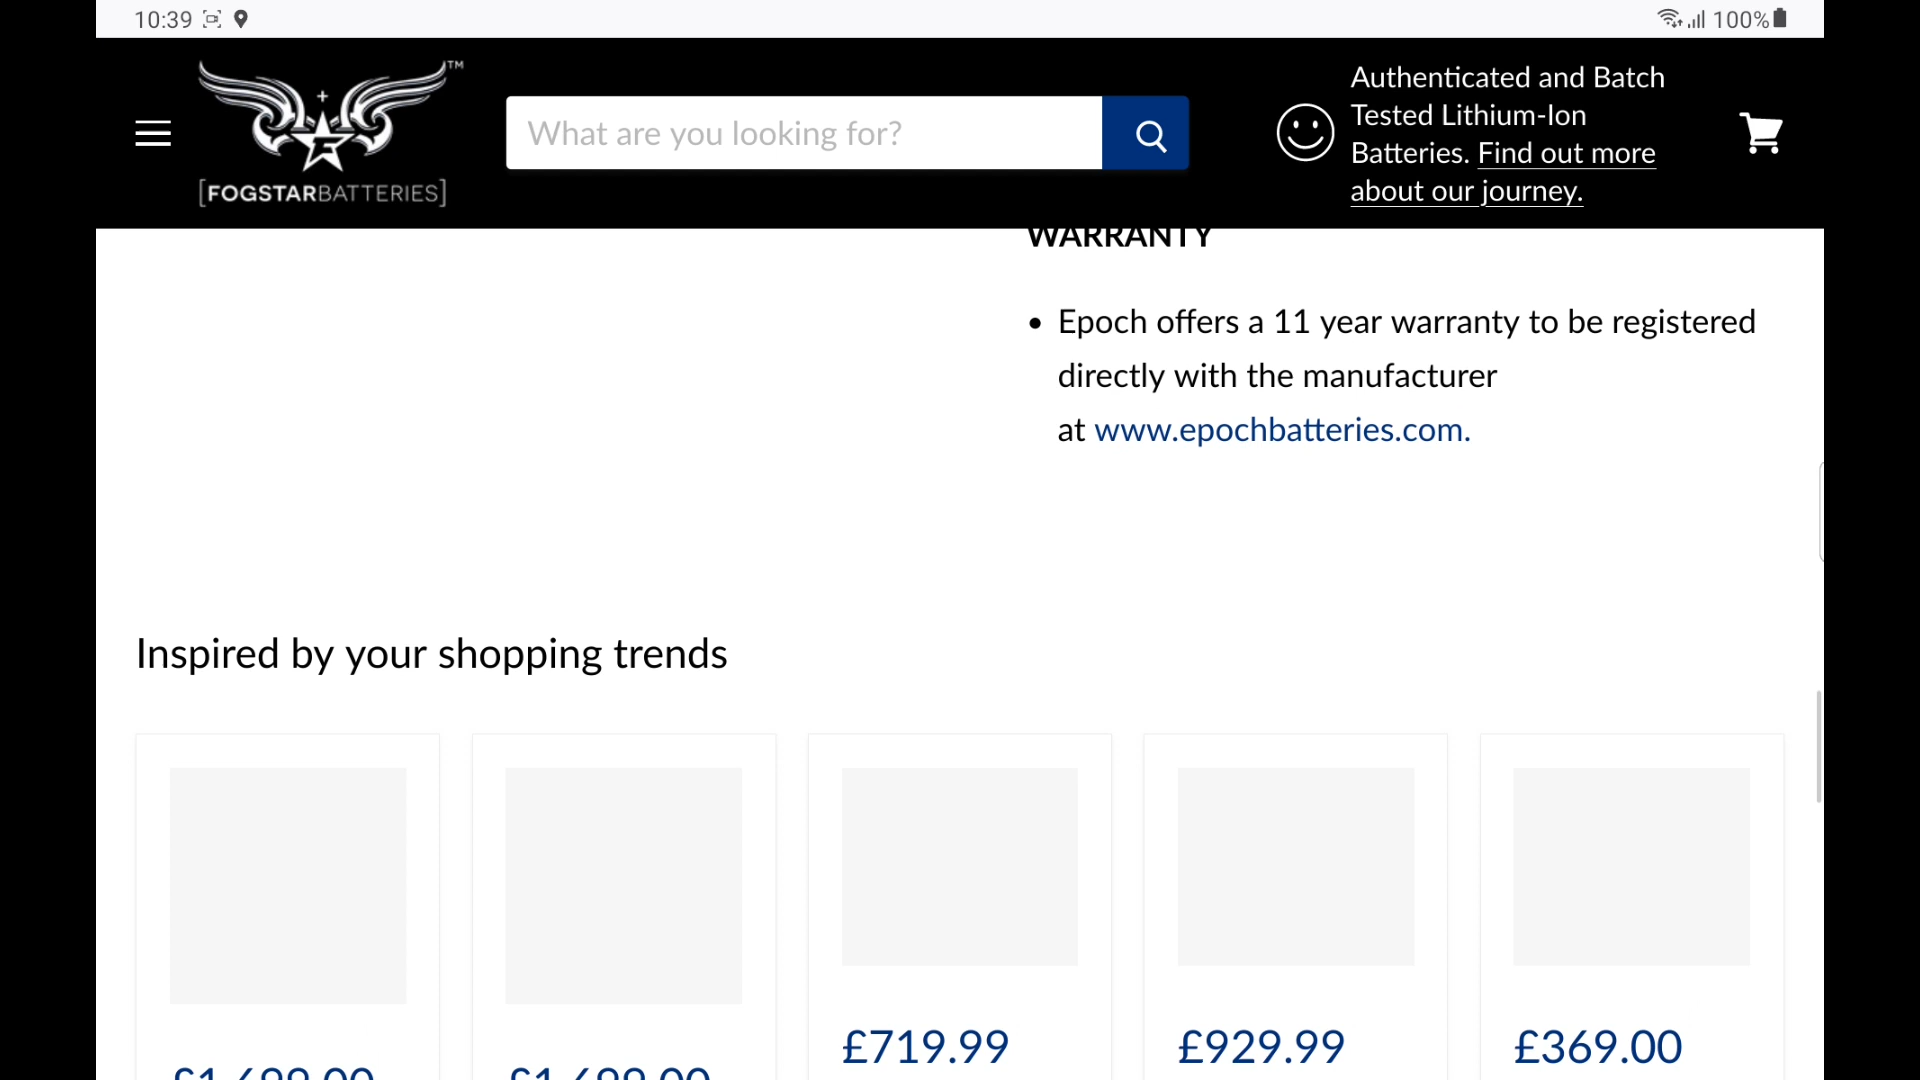 10:39
100%
TM
[FOGSTARBATTERIES]
What are you looking for?
Authenticated and Batch
Tested Lithium-Ion
Batteries. Find out more
about our journey.
WARRANTY
• Epoch offers a 11 year warranty to be registered
directly with the manufacturer
at www.epochbatteries.com.
Inspired by your shopping trends
£719.99
£929.99
£369.00